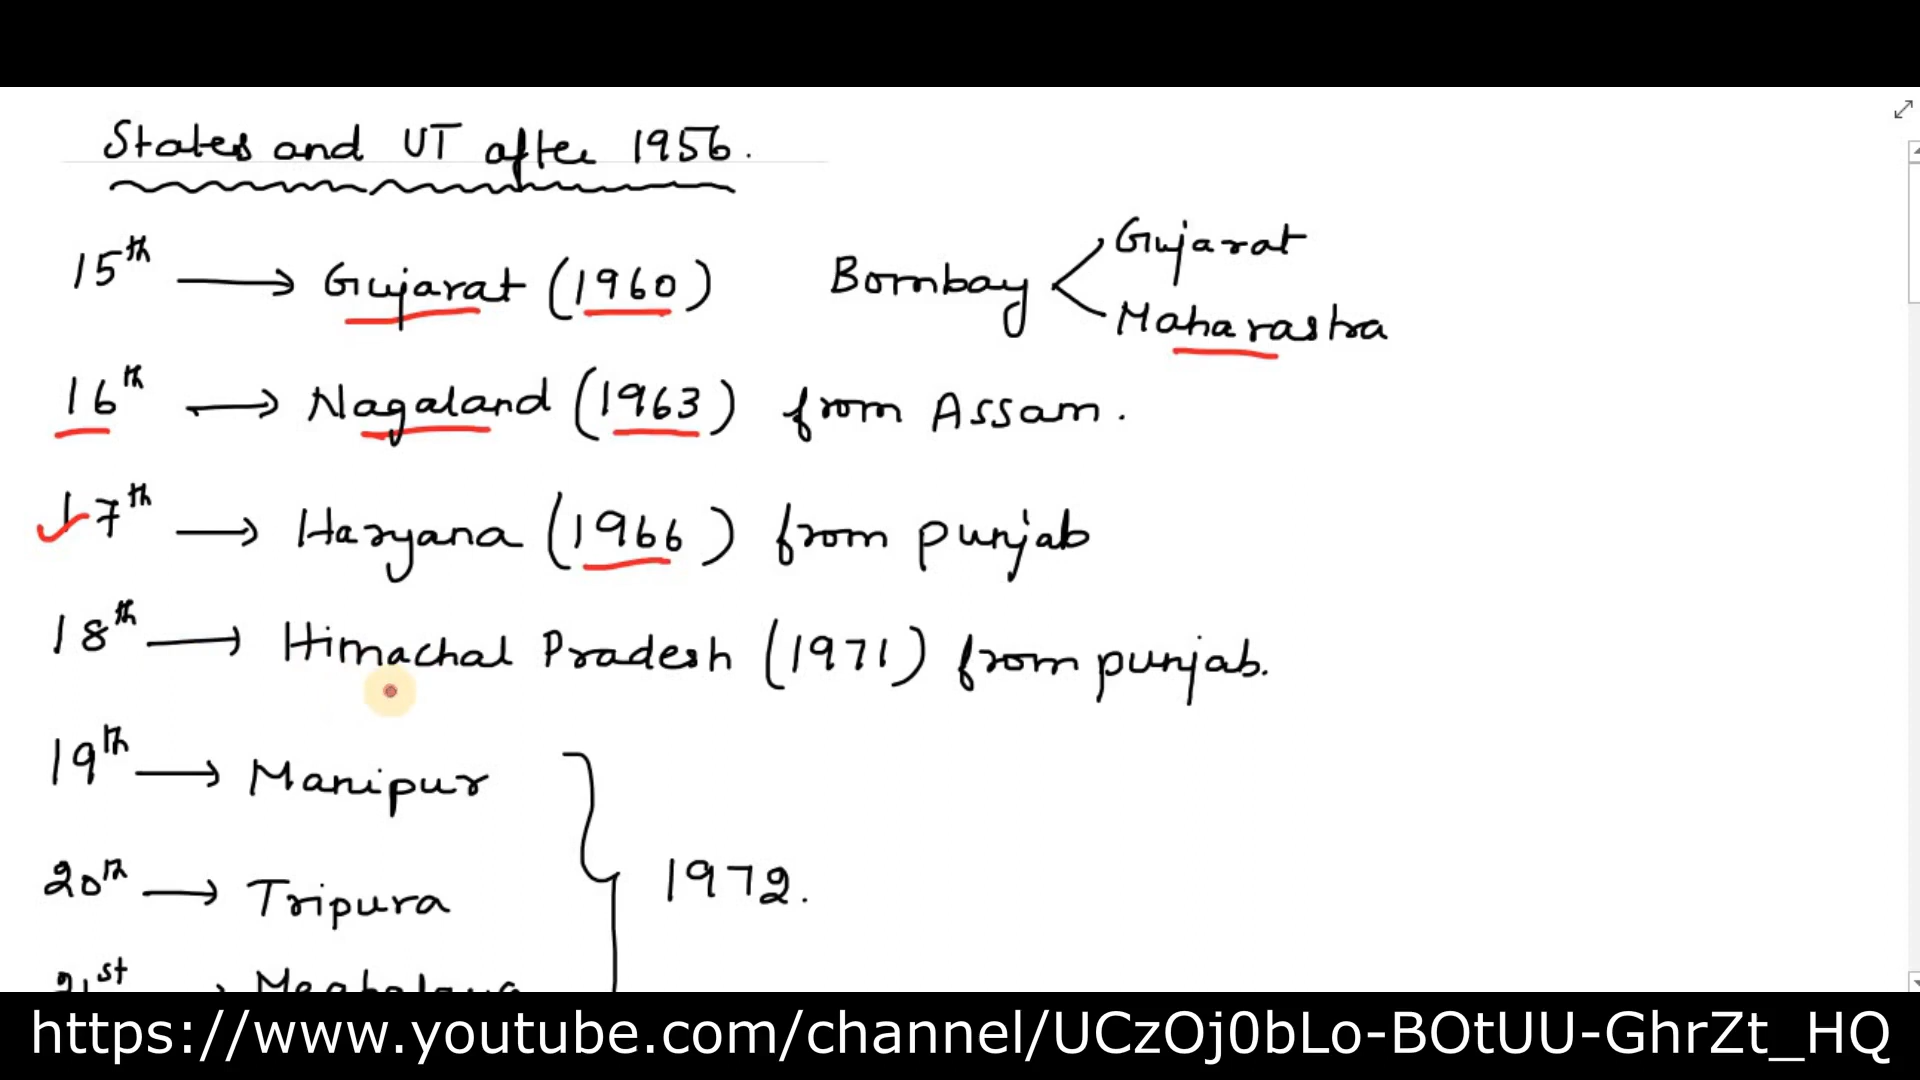 States and UT after 1956.
15th → Gujarat (1960) Bombay < Gujarat
Maharastra
16th → Nagaland (1963) from Assam.
17th → Haryana (1966) from punjab
18th → Himachal Pradesh (1971) from punjab.
19th → Manipur
20th → Tripura } 1972.
21st → Meghalaya
https://www.youtube.com/channel/UCzOj0bLo-BOtUU-GhrZt_HQ